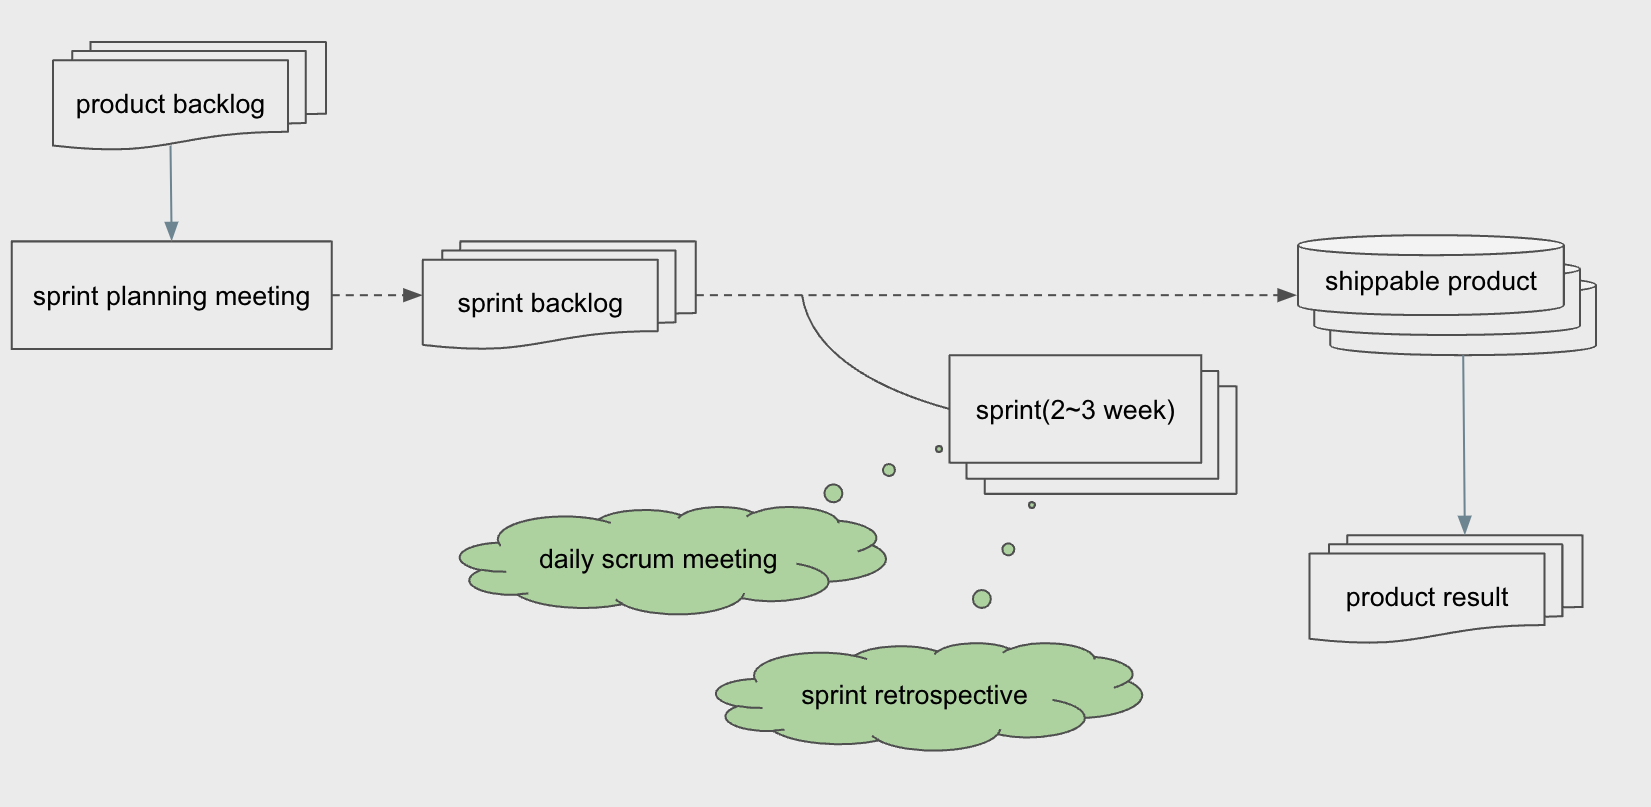 product backlog
sprint planning meeting
sprint backlog
shippable product
sprint(2~3 week)
daily scrum meeting
product result
sprint retrospective